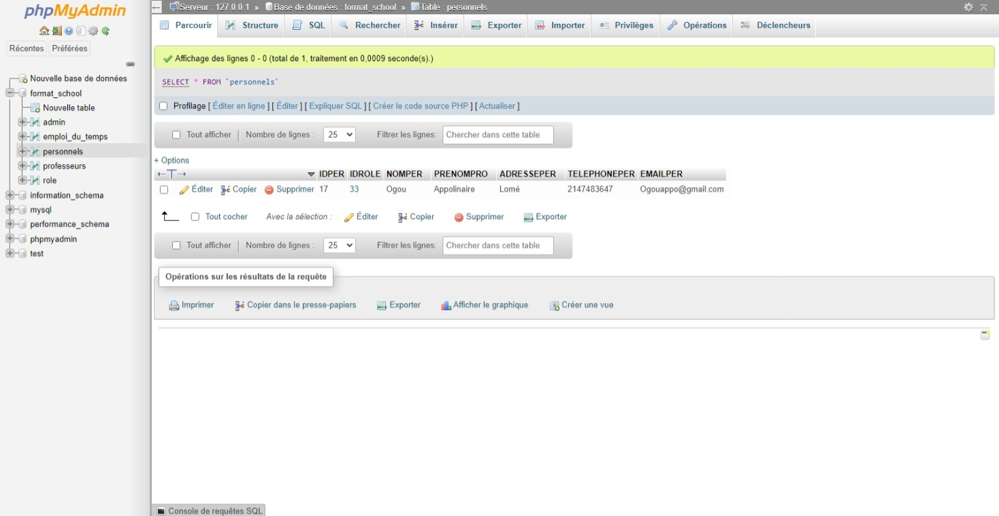 phpMyAdmin
Récentes Préférées
Nouvelle base de données
format_school
Nouvelle table
admin
emploi_du_temps
personnels
professeurs
role
information_schema
mysql
performance_schema
phpmyadmin
test
Serveur : 127.0.0.1 » Base de données : format_school » Table : personnels
Parcourir Structure SQL Rechercher Insérer Exporter Importer Privilèges Opérations Déclencheurs
Affichage des lignes 0 - 0 (total de 1, traitement en 0,0009 seconde(s).)
SELECT * FROM `personnels`
Profilage [ Éditer en ligne ] [ Éditer ] [ Expliquer SQL ] [ Créer le code source PHP ] [ Actualiser ]
Tout afficher | Nombre de lignes : 25 Filtrer les lignes: Chercher dans cette table
+ Options
←T→ IDPER IDROLE NOMPER PRENOMPRO ADRESSEPER TELEPHONEPER EMAILPER
Éditer Copier Supprimer 17 33 Ogou Appolinaire Lomé 2147483647 Ogouappo@gmail.com
Tout cocher Avec la sélection : Éditer Copier Supprimer Exporter
Tout afficher | Nombre de lignes : 25 Filtrer les lignes: Chercher dans cette table
Opérations sur les résultats de la requête
Imprimer Copier dans le presse-papiers Exporter Afficher le graphique Créer une vue
Console de requêtes SQL